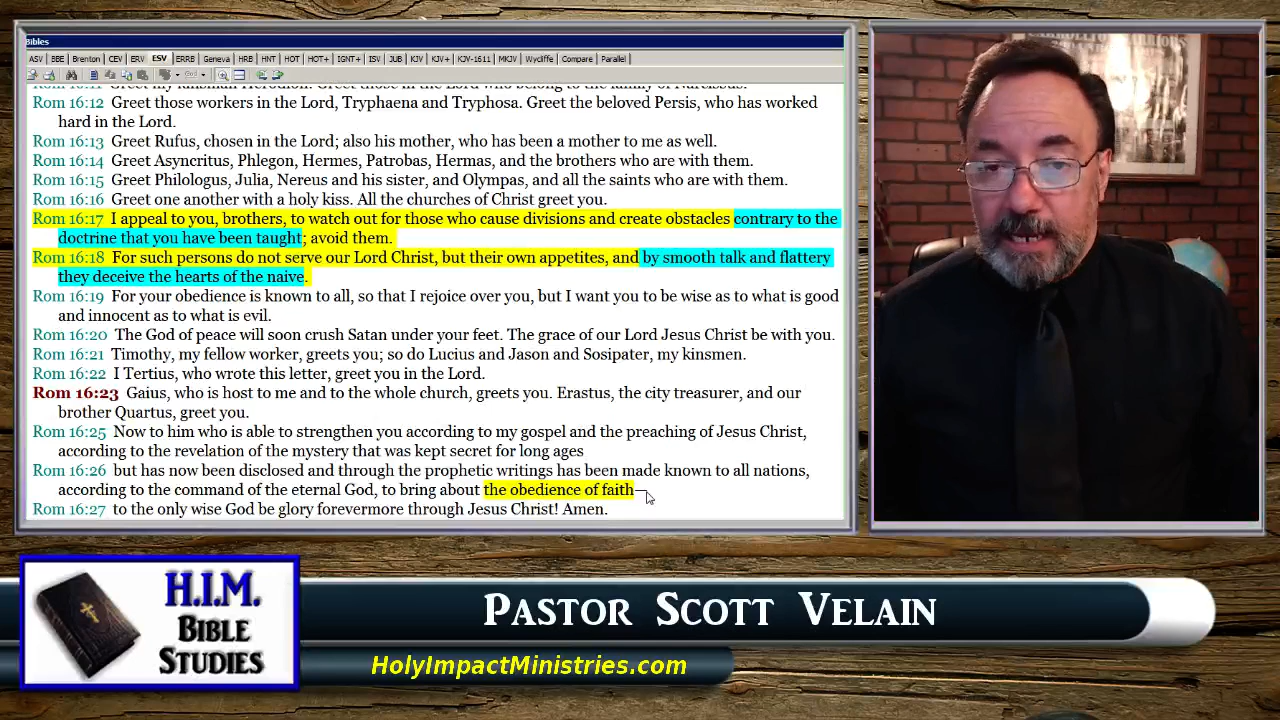 Bibles
ASV BBE Brenton CEV ERV ESV ERRB Geneva HRB HNT HOT HOT+ IGNT+ ISV JUB KJV KJV+ KJV-1611 MKJV Wycliffe Compare Parallel
Rom 16:12 Greet those workers in the Lord, Tryphaena and Tryphosa. Greet the beloved Persis, who has worked
hard in the Lord.
Rom 16:13 Greet Rufus, chosen in the Lord; also his mother, who has been a mother to me as well.
Rom 16:14 Greet Asyncritus, Phlegon, Hermes, Patrobas, Hermas, and the brothers who are with them.
Rom 16:15 Greet Philologus, Julia, Nereus and his sister, and Olympas, and all the saints who are with them.
Rom 16:16 Greet one another with a holy kiss. All the churches of Christ greet you.
Rom 16:17 I appeal to you, brothers, to watch out for those who cause divisions and create obstacles contrary to the
doctrine that you have been taught; avoid them.
Rom 16:18 For such persons do not serve our Lord Christ, but their own appetites, and by smooth talk and flattery
they deceive the hearts of the naive.
Rom 16:19 For your obedience is known to all, so that I rejoice over you, but I want you to be wise as to what is good
and innocent as to what is evil.
Rom 16:20 The God of peace will soon crush Satan under your feet. The grace of our Lord Jesus Christ be with you.
Rom 16:21 Timothy, my fellow worker, greets you; so do Lucius and Jason and Sosipater, my kinsmen.
Rom 16:22 I Tertius, who wrote this letter, greet you in the Lord.
Rom 16:23 Gaius, who is host to me and to the whole church, greets you. Erastus, the city treasurer, and our
brother Quartus, greet you.
Rom 16:25 Now to him who is able to strengthen you according to my gospel and the preaching of Jesus Christ,
according to the revelation of the mystery that was kept secret for long ages
Rom 16:26 but has now been disclosed and through the prophetic writings has been made known to all nations,
according to the command of the eternal God, to bring about the obedience of faith—
Rom 16:27 to the only wise God be glory forevermore through Jesus Christ! Amen.
H.I.M.
BIBLE
STUDIES
PASTOR SCOTT VELAIN
HolyImpactMinistries.com